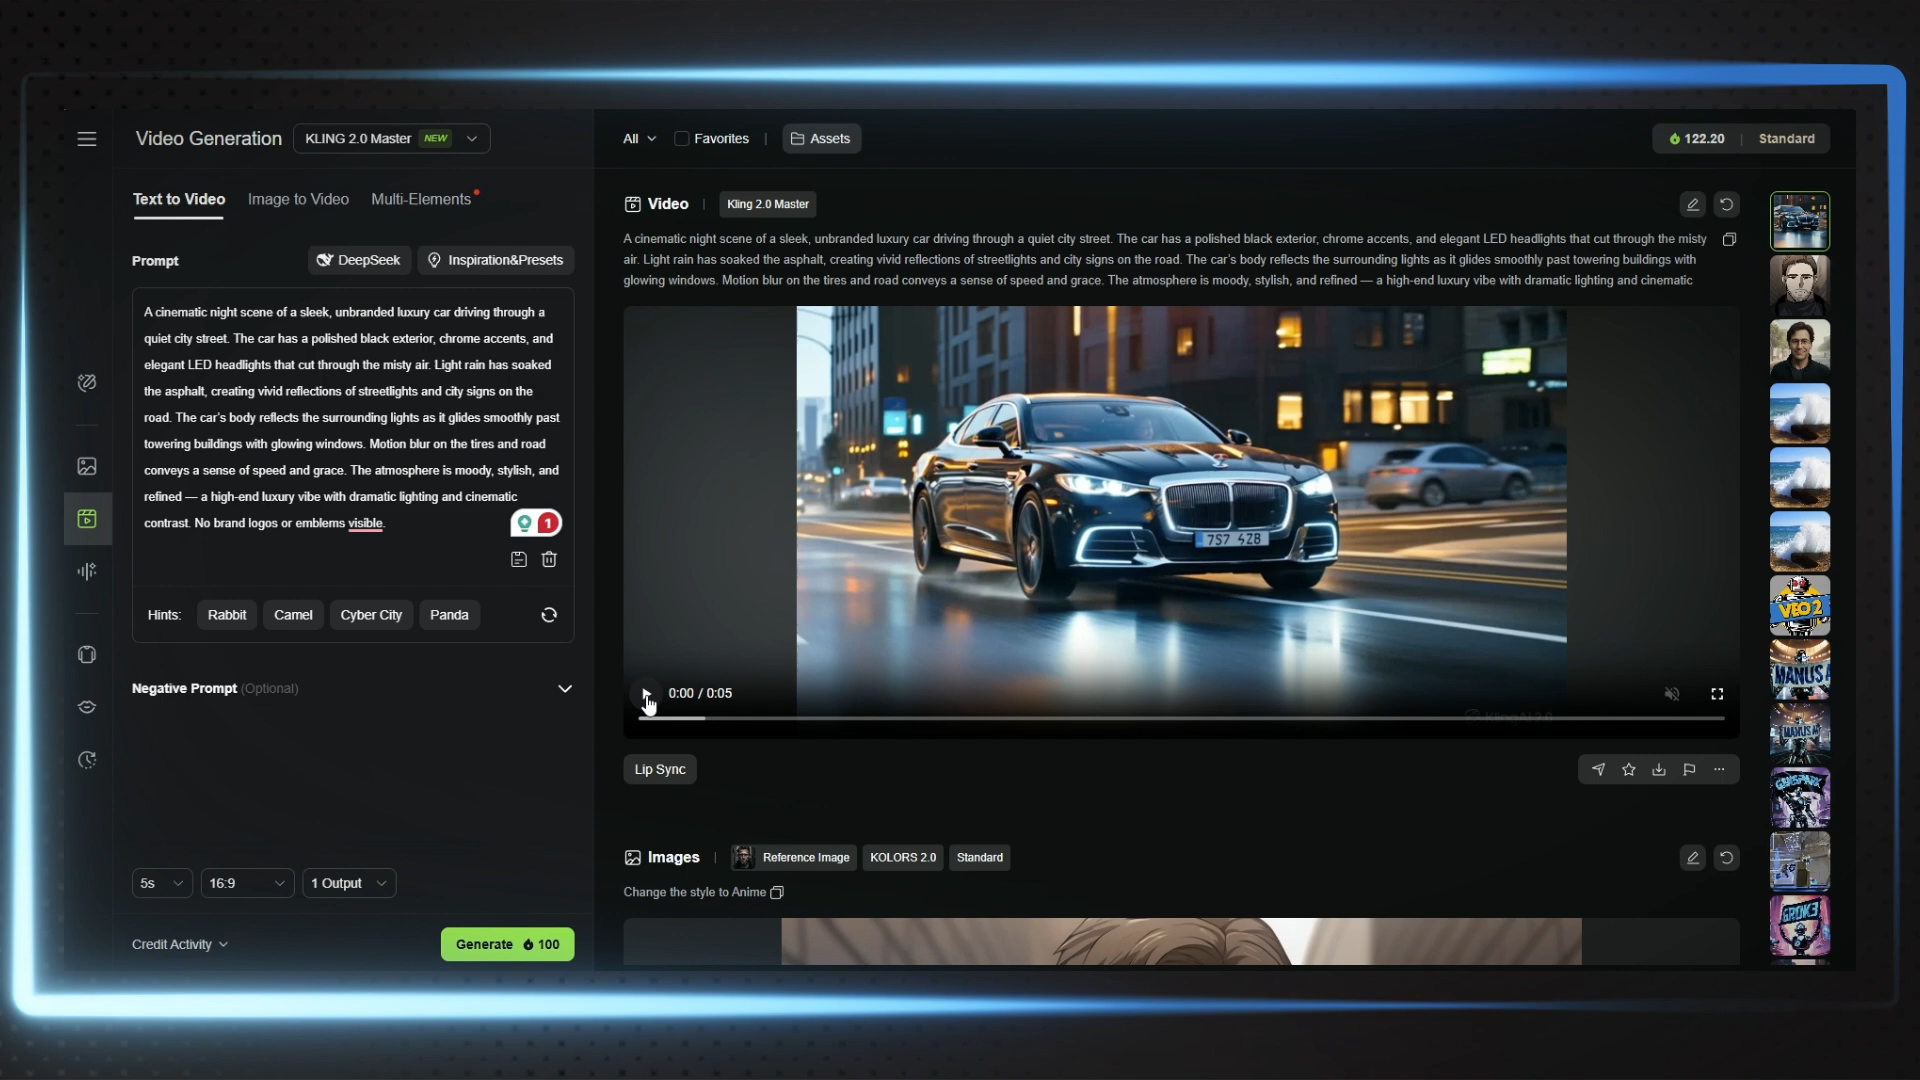 Video Generation
KLING 2.0 Master NEW
Text to Video
Image to Video
Multi-Elements
Prompt
DeepSeek
Inspiration&Presets
A cinematic night scene of a sleek, unbranded luxury car driving through a
quiet city street. The car has a polished black exterior, chrome accents, and
elegant LED headlights that cut through the misty air. Light rain has soaked
the asphalt, creating vivid reflections of streetlights and city signs on the
road. The car's body reflects the surrounding lights as it glides smoothly past
towering buildings with glowing windows. Motion blur on the tires and road
conveys a sense of speed and grace. The atmosphere is moody, stylish, and
refined — a high-end luxury vibe with dramatic lighting and cinematic
contrast. No brand logos or emblems visible.
1
Hints:
Rabbit
Camel
Cyber City
Panda
Negative Prompt (Optional)
5s
16:9
1 Output
Credit Activity
Generate 100
All
Favorites
Assets
122.20
Standard
Video
Kling 2.0 Master
A cinematic night scene of a sleek, unbranded luxury car driving through a quiet city street. The car has a polished black exterior, chrome accents, and elegant LED headlights that cut through the misty
air. Light rain has soaked the asphalt, creating vivid reflections of streetlights and city signs on the road. The car's body reflects the surrounding lights as it glides smoothly past towering buildings with
glowing windows. Motion blur on the tires and road conveys a sense of speed and grace. The atmosphere is moody, stylish, and refined — a high-end luxury vibe with dramatic lighting and cinematic
7S7 4ZB
0:00 / 0:05
KlingAI 2.0
Lip Sync
Images
Reference Image
KOLORS 2.0
Standard
Change the style to Anime
VEO 2
MANUS A
MANUS A
GENSPARK
GROK3